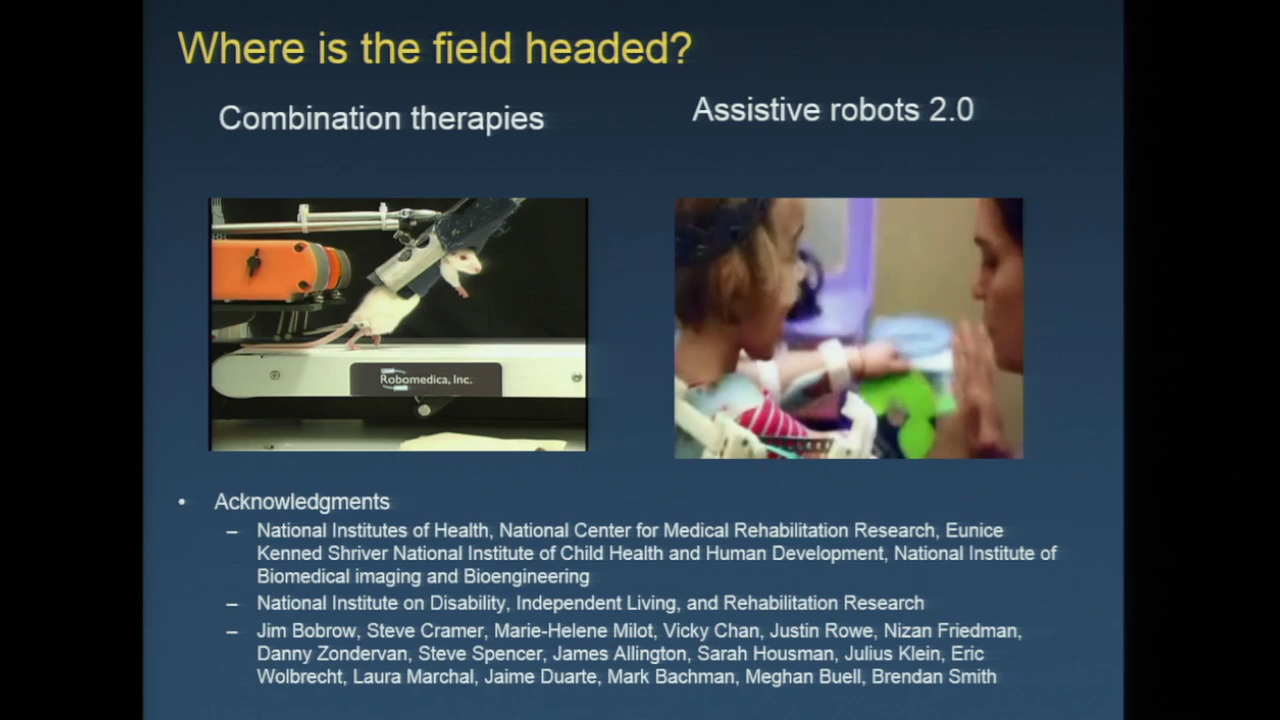 Where is the field headed?
Combination therapies
Assistive robots 2.0
Robomedica, Inc.
• Acknowledgments
– National Institutes of Health, National Center for Medical Rehabilitation Research, Eunice
Kenned Shriver National Institute of Child Health and Human Development, National Institute of
Biomedical imaging and Bioengineering
– National Institute on Disability, Independent Living, and Rehabilitation Research
– Jim Bobrow, Steve Cramer, Marie-Helene Milot, Vicky Chan, Justin Rowe, Nizan Friedman,
Danny Zondervan, Steve Spencer, James Allington, Sarah Housman, Julius Klein, Eric
Wolbrecht, Laura Marchal, Jaime Duarte, Mark Bachman, Meghan Buell, Brendan Smith